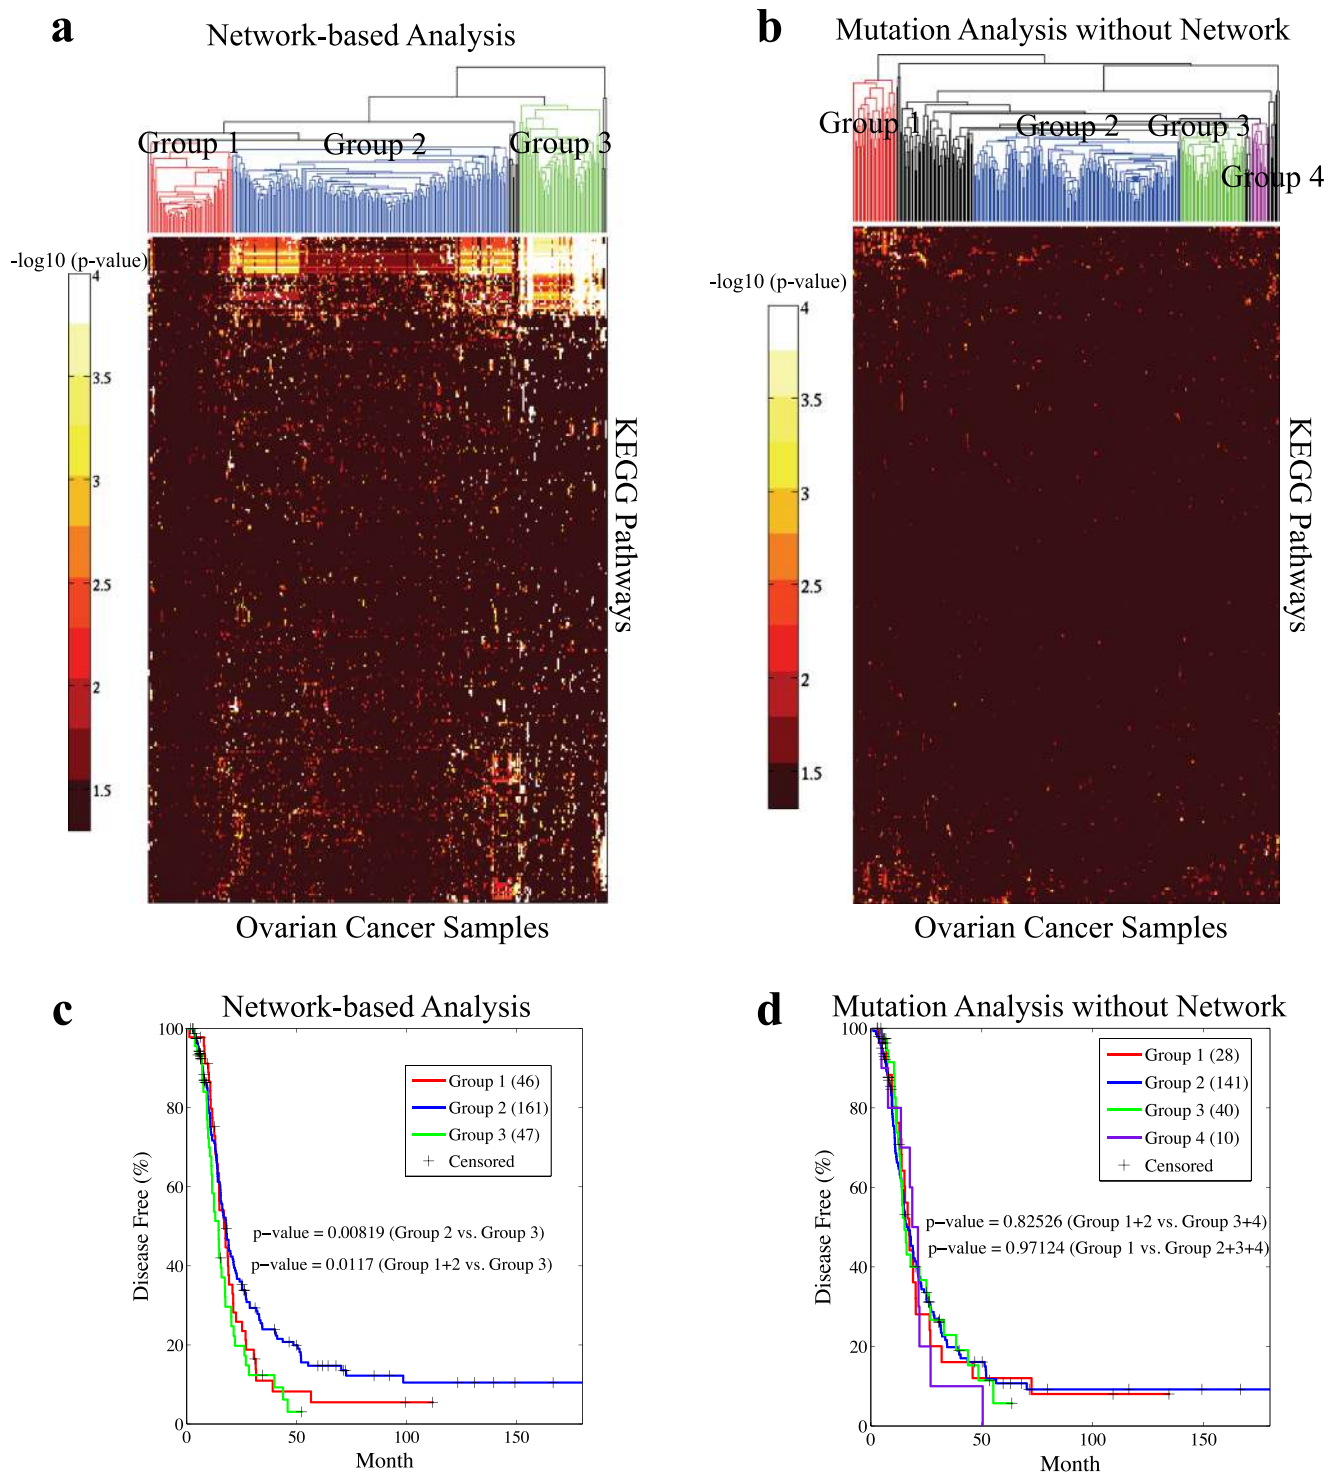 a
Network-based Analysis
Group 1
Group 2
Group 3
-log10 (p-value)
4
3.5
3
2.5
2
1.5
KEGG Pathways
Ovarian Cancer Samples
b
Mutation Analysis without Network
Group 1
Group 2
Group 3
Group 4
-log10 (p-value)
4
3.5
3
2.5
2
1.5
KEGG Pathways
Ovarian Cancer Samples
c
Network-based Analysis
Disease Free (%)
100
80
60
40
20
0
Group 1 (46)
Group 2 (161)
Group 3 (47)
Censored
p-value = 0.00819 (Group 2 vs. Group 3)
p-value = 0.0117 (Group 1+2 vs. Group 3)
0 50 100 150
Month
d
Mutation Analysis without Network
Disease Free (%)
100
80
60
40
20
0
Group 1 (28)
Group 2 (141)
Group 3 (40)
Group 4 (10)
Censored
p-value = 0.82526 (Group 1+2 vs. Group 3+4)
p-value = 0.97124 (Group 1 vs. Group 2+3+4)
0 50 100 150
Month